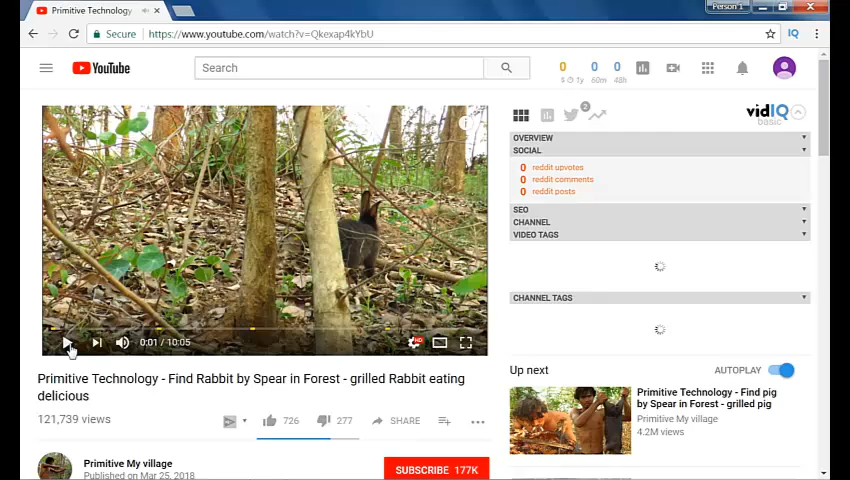 Primitive Technology
Person 1
Secure
https://www.youtube.com/watch?v=Qkexap4kYbU
IQ
YouTube
Search
0 0 0
$ 1y 60m 48h
2
vidIQ
basic
OVERVIEW
SOCIAL
0 reddit upvotes
0 reddit comments
0 reddit posts
SEO
CHANNEL
VIDEO TAGS
CHANNEL TAGS
0:01 / 10:05
HD
Primitive Technology - Find Rabbit by Spear in Forest - grilled Rabbit eating
delicious
121,739 views
726
277
SHARE
Primitive My village
Published on Mar 25, 2018
SUBSCRIBE 177K
Up next
AUTOPLAY
Primitive Technology - Find pig
by Spear in Forest - grilled pig
Primitive My village
4.2M views